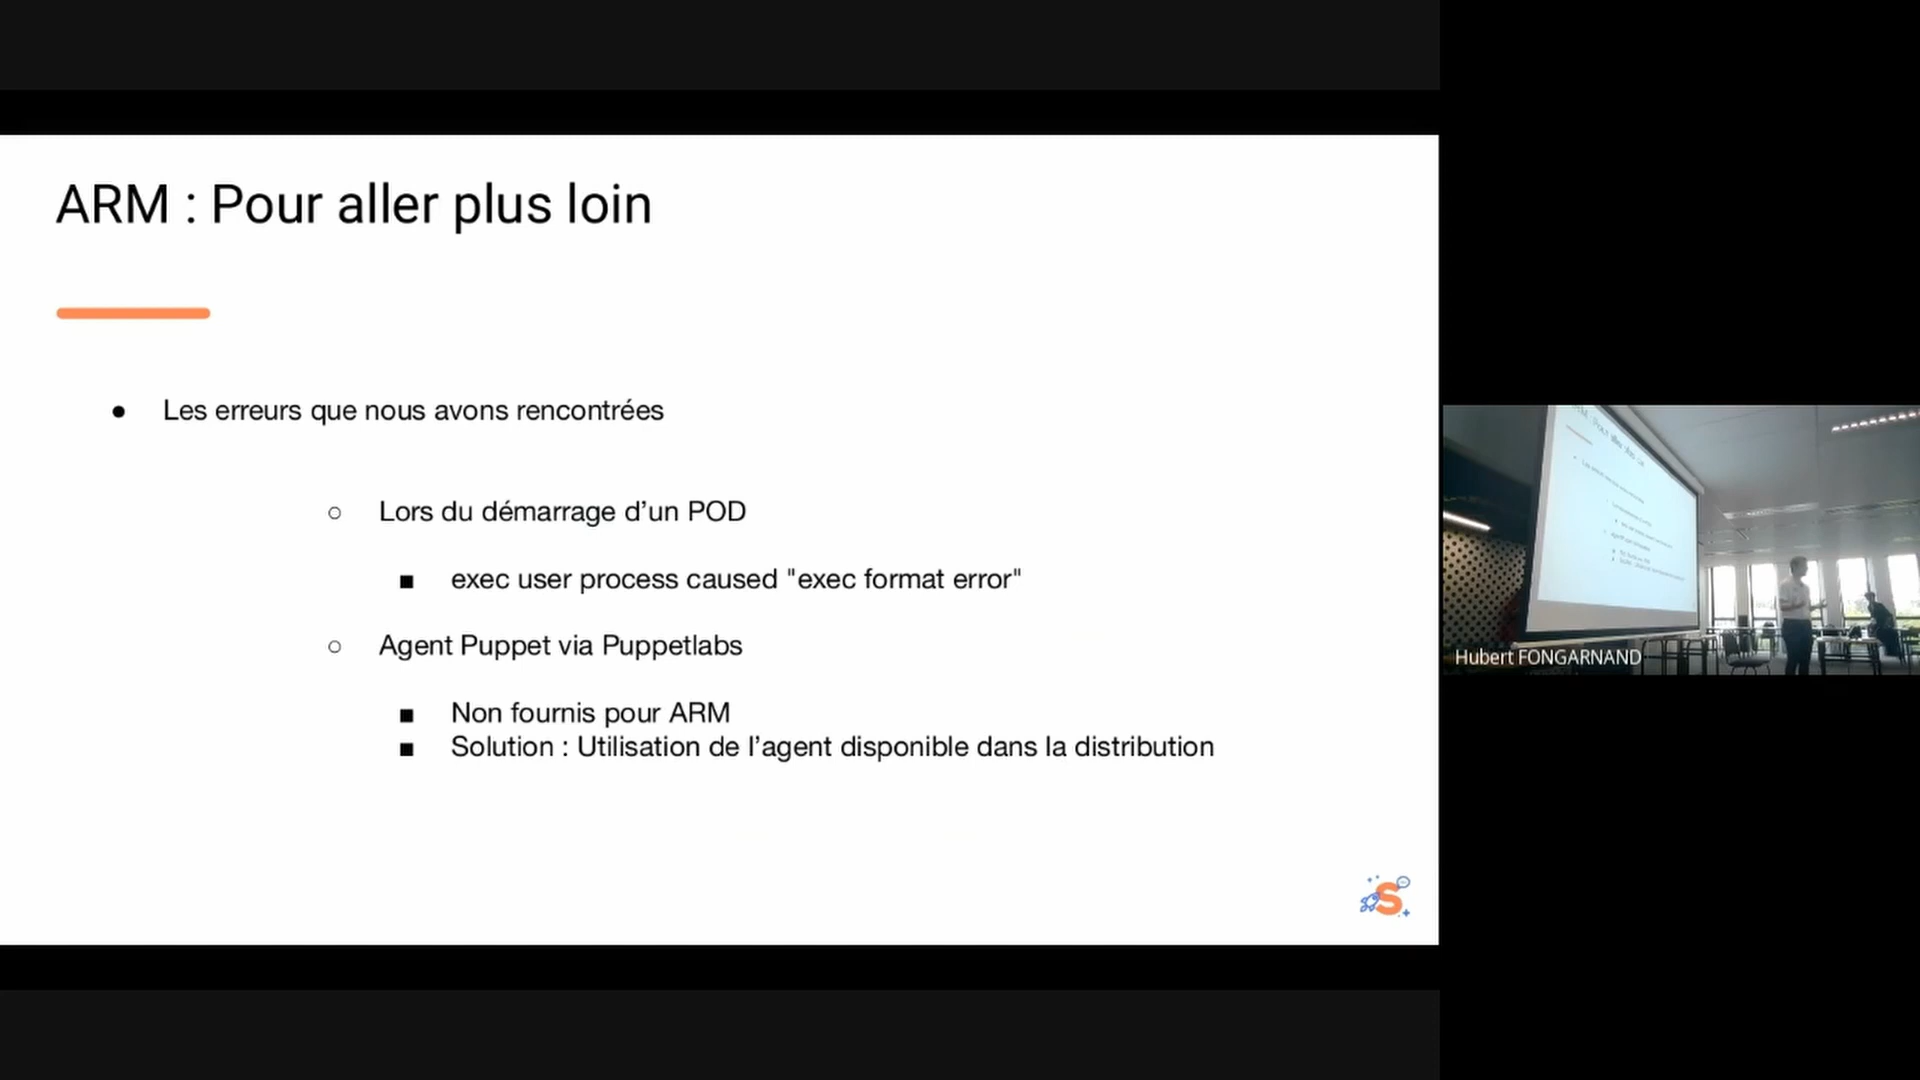 ARM : Pour aller plus loin
Les erreurs que nous avons rencontrées
Lors du démarrage d’un POD
exec user process caused "exec format error"
Agent Puppet via Puppetlabs
Non fournis pour ARM
Solution : Utilisation de l’agent disponible dans la distribution
S
Hubert FONGARNAND